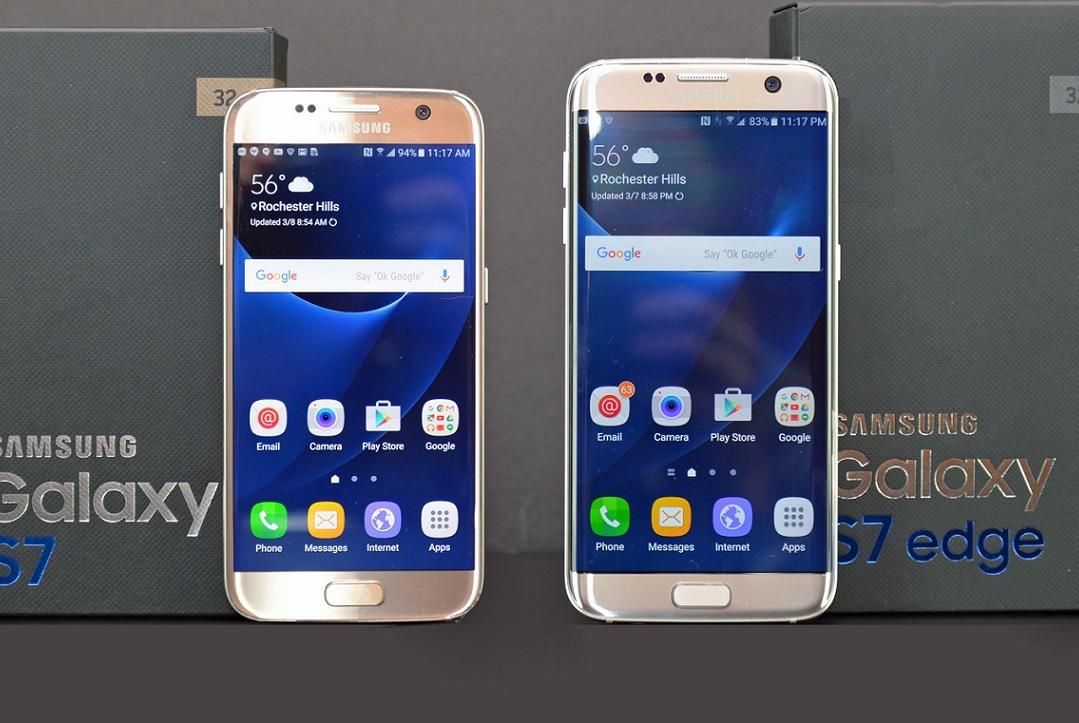 32
SAMSUNG
94% 11:17 AM
56°
Rochester Hills
Updated 3/8 8:54 AM
Google Say "Ok Google"
Email Camera Play Store Google
Phone Messages Internet Apps
SAMSUNG
Galaxy
S7
SAMSUNG
83% 11:17 PM
56°
Rochester Hills
Updated 3/7 8:58 PM
Google Say "Ok Google"
63
Email Camera Play Store Google
Phone Messages Internet Apps
SAMSUNG
Galaxy
S7 edge